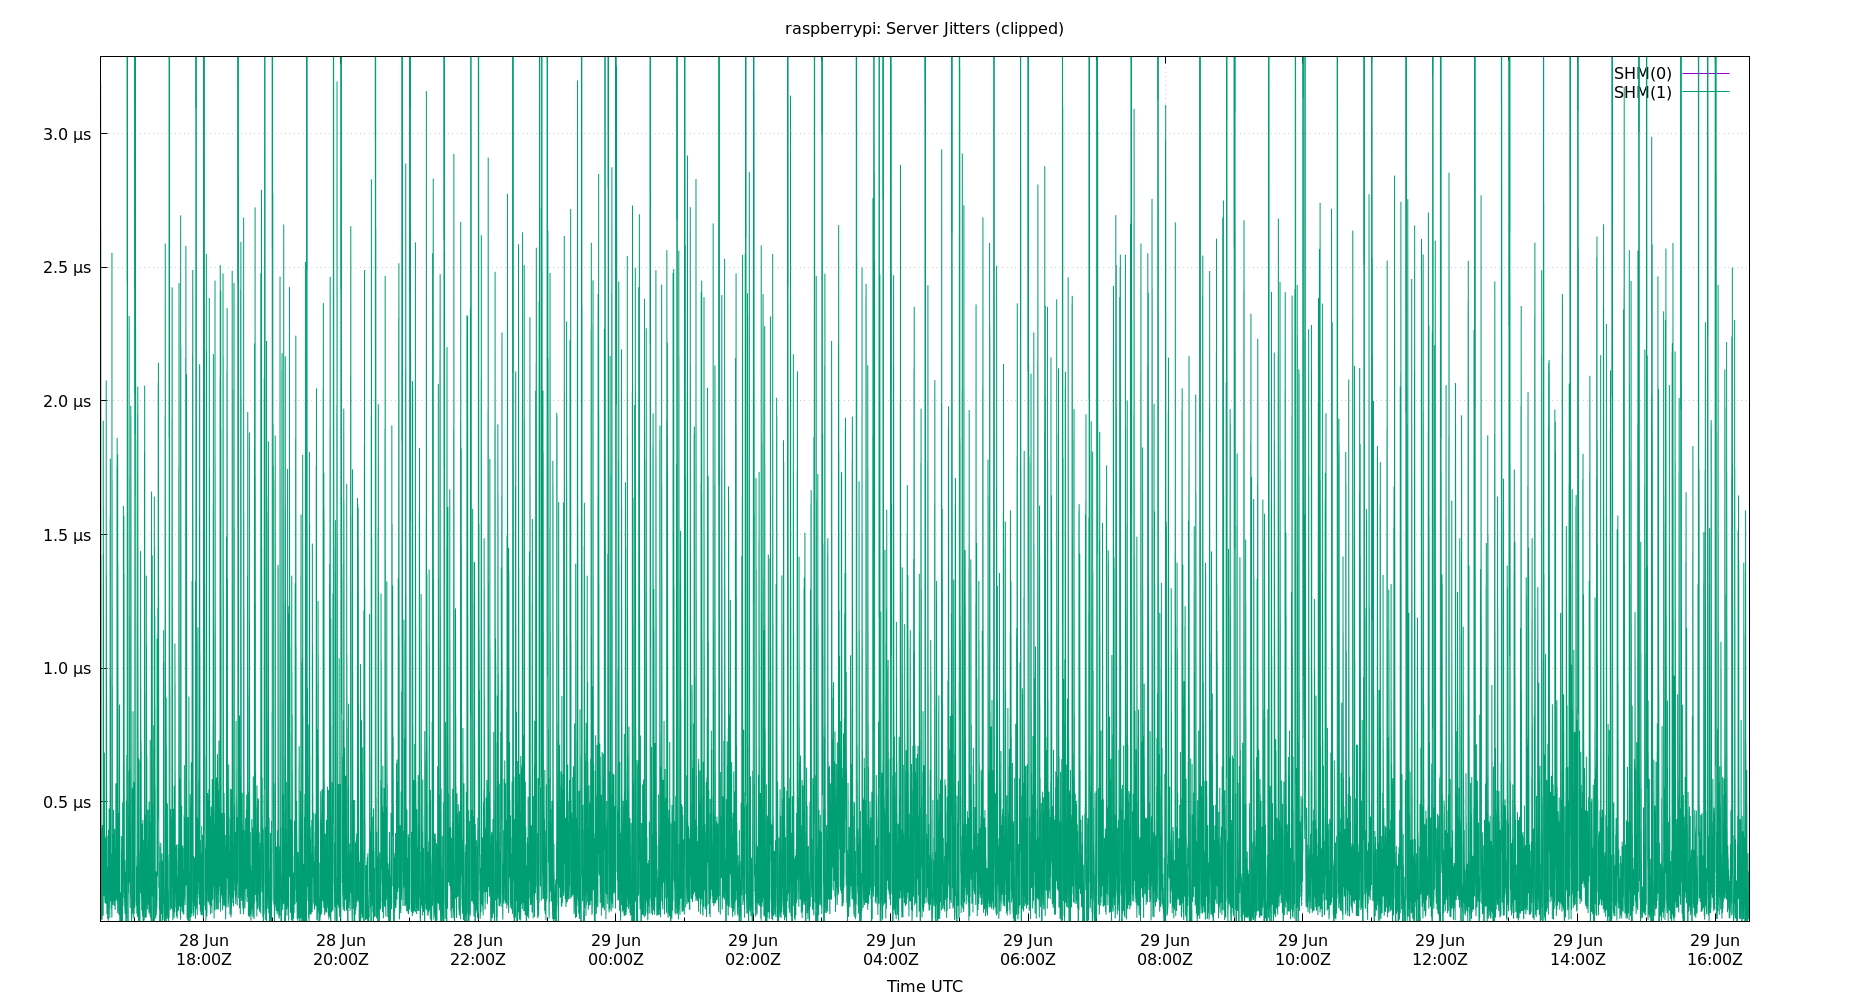 raspberrypi: Server Jitters (clipped)
SHM(0)
SHM(1)
3.0 µs
2.5 µs
2.0 µs
1.5 µs
1.0 µs
0.5 µs
28 Jun 28 Jun 28 Jun 29 Jun 29 Jun 29 Jun 29 Jun 29 Jun 29 Jun 29 Jun 29 Jun 29 Jun
18:00Z 20:00Z 22:00Z 00:00Z 02:00Z 04:00Z 06:00Z 08:00Z 10:00Z 12:00Z 14:00Z 16:00Z
Time UTC